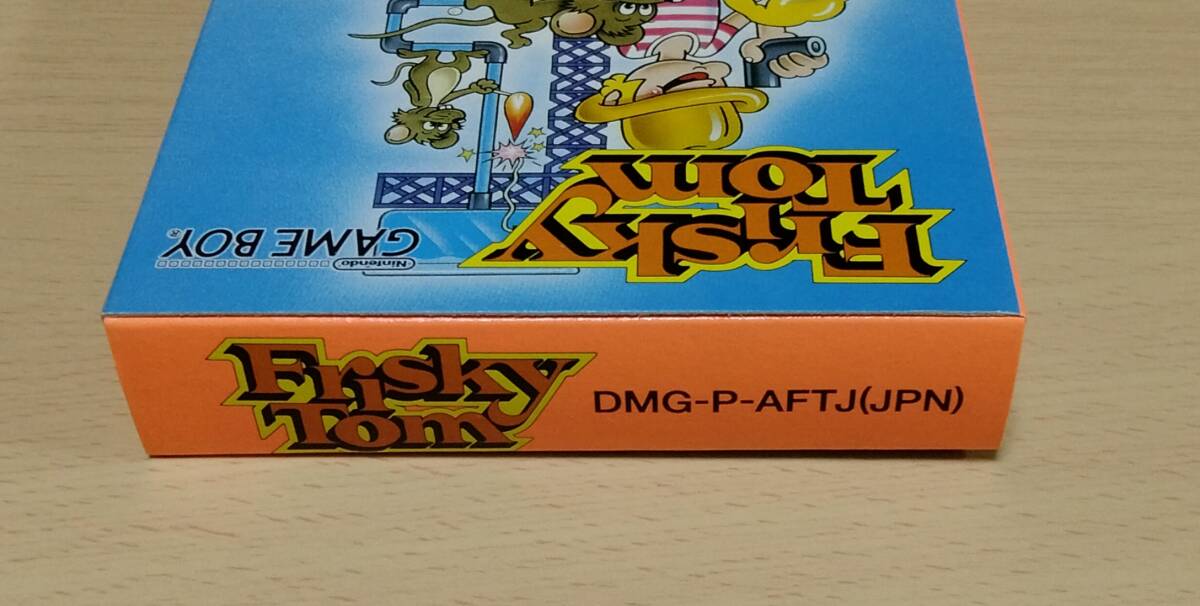 Frisky
Tom
Nintendo
GAME BOY®
Frisky
Tom
DMG-P-AFTJ(JPN)